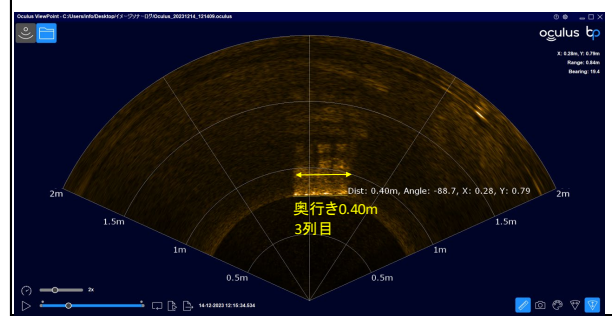 Oculus ViewPoint - C:/Users/info/Desktop/イメージソナーログ/Oculus_20231214_121409.oculus
oculus bp
X: 0.28m, Y: 0.79m
Range: 0.84m
Bearing: 19.4
Dist: 0.40m, Angle: -88.7, X: 0.28, Y: 0.79
2m
2m
奥行き0.40m
3列目
1.5m
1.5m
1m
1m
0.5m
0.5m
2x
14-12-2023 12:15:34.534